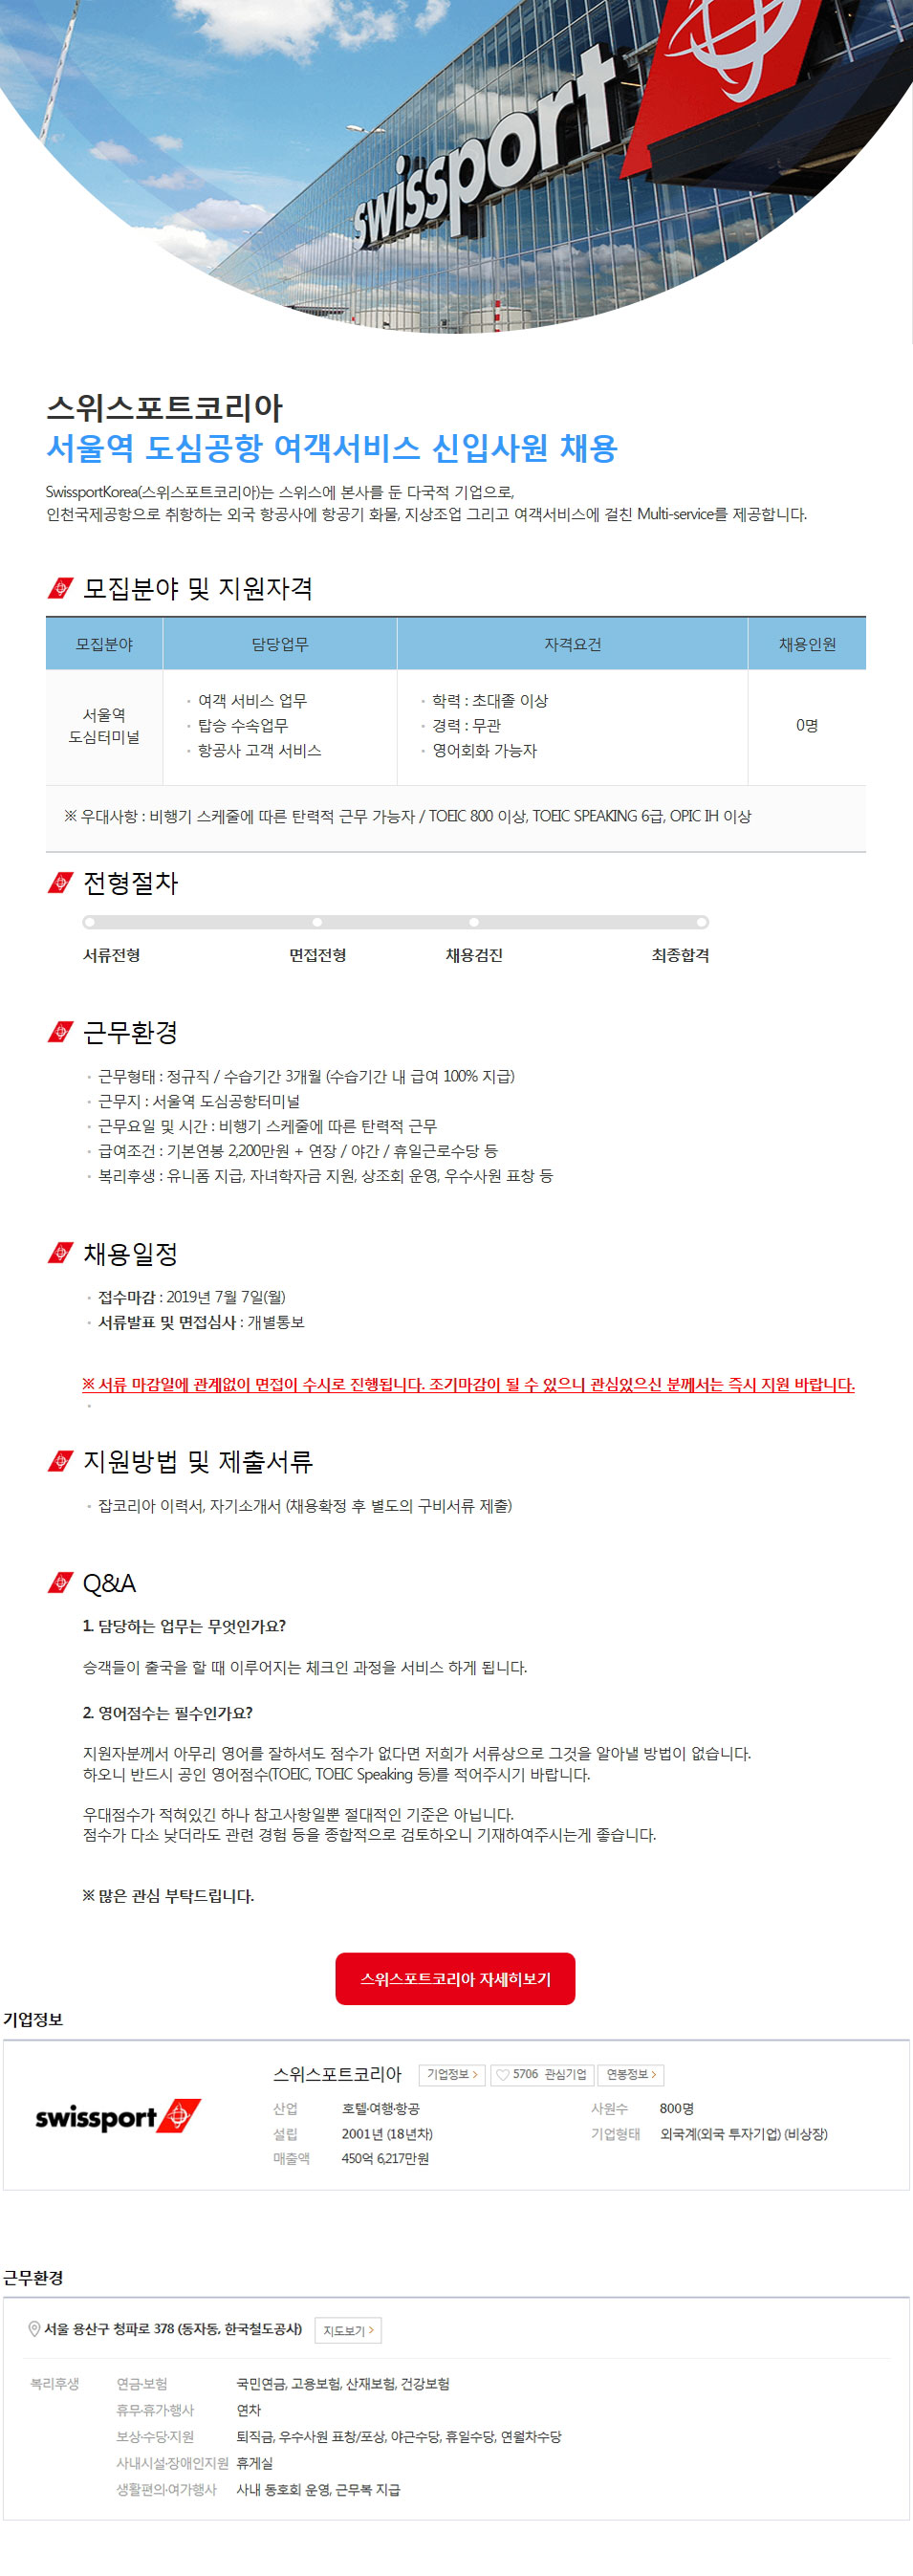 swissport
스위스포트코리아
서울역 도심공항 여객서비스 신입사원 채용
SwissportKorea(스위스포트코리아)는 스위스에 본사를 둔 다국적 기업으로,
인천국제공항으로 취항하는 외국 항공사에 항공기 화물, 지상조업 그리고 여객서비스에 걸친 Multi-service를 제공합니다.
모집분야 및 지원자격
모집분야 담당업무 자격요건 채용인원
서울역
도심터미널
· 여객 서비스 업무
· 탑승 수속업무
· 항공사 고객 서비스
· 학력 : 초대졸 이상
· 경력 : 무관
· 영어회화 가능자
0명
※ 우대사항 : 비행기 스케줄에 따른 탄력적 근무 가능자 / TOEIC 800 이상, TOEIC SPEAKING 6급, OPIC IH 이상
전형절차
서류전형 면접전형 채용검진 최종합격
근무환경
· 근무형태 : 정규직 / 수습기간 3개월 (수습기간 내 급여 100% 지급)
· 근무지 : 서울역 도심공항터미널
· 근무요일 및 시간 : 비행기 스케줄에 따른 탄력적 근무
· 급여조건 : 기본연봉 2,200만원 + 연장 / 야간 / 휴일근로수당 등
· 복리후생 : 유니폼 지급, 자녀학자금 지원, 상조회 운영, 우수사원 표창 등
채용일정
· 접수마감 : 2019년 7월 7일(월)
· 서류발표 및 면접심사 : 개별통보
※ 서류 마감일에 관계없이 면접이 수시로 진행됩니다. 조기마감이 될 수 있으니 관심있으신 분께서는 즉시 지원 바랍니다.
지원방법 및 제출서류
· 잡코리아 이력서, 자기소개서 (채용확정 후 별도의 구비서류 제출)
Q&A
1. 담당하는 업무는 무엇인가요?
승객들이 출국을 할 때 이루어지는 체크인 과정을 서비스 하게 됩니다.
2. 영어점수는 필수인가요?
지원자분께서 아무리 영어를 잘하셔도 점수가 없다면 저희가 서류상으로 그것을 알아낼 방법이 없습니다.
하오니 반드시 공인 영어점수(TOEIC, TOEIC Speaking 등)를 적어주시기 바랍니다.
우대점수가 적혀있긴 하나 참고사항일뿐 절대적인 기준은 아닙니다.
점수가 다소 낮더라도 관련 경험 등을 종합적으로 검토하오니 기재하여주시는게 좋습니다.
※ 많은 관심 부탁드립니다.
스위스포트코리아 자세히보기
기업정보
swissport
스위스포트코리아 기업정보 > 5706 관심기업 연봉정보 >
산업 호텔·여행·항공 사원수 800명
설립 2001년 (18년차) 기업형태 외국계(외국 투자기업) (비상장)
매출액 450억 6,217만원
근무환경
서울 용산구 청파로 378 (동자동, 한국철도공사) 지도보기 >
복리후생 연금·보험 국민연금, 고용보험, 산재보험, 건강보험
휴무·휴가·행사 연차
보상·수당·지원 퇴직금, 우수사원 표창/포상, 야근수당, 휴일수당, 연월차수당
사내시설·장애인지원 휴게실
생활편의·여가행사 사내 동호회 운영, 근무복 지급